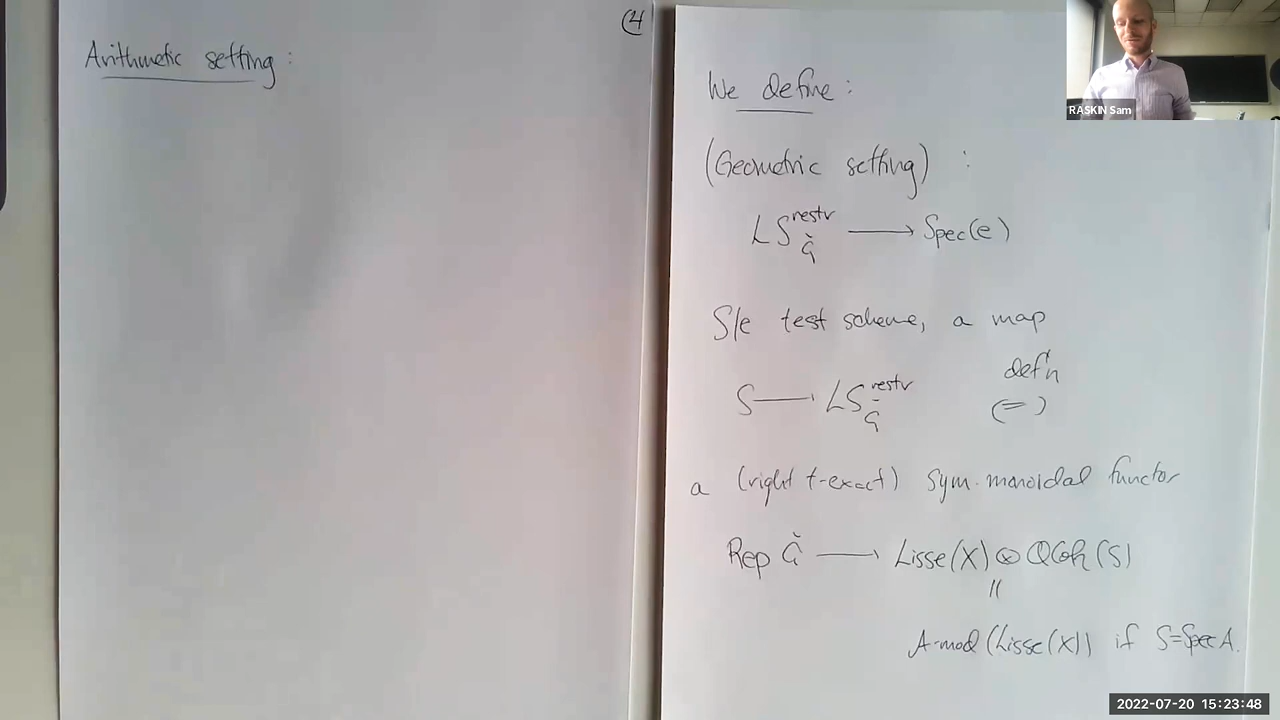 Arithmetic setting :
4
We define :
(Geometric setting) :
LS^restr_Ǧ ⟶ Spec(e)
S/e test scheme, a map
S ⟶ LS^restr_Ǧ def'n (=)
a (right t-exact) sym. monoidal functor
Rep Ǧ ⟶ Lisse(X) ⊗ QCoh(S)
||
A-mod(Lisse(X)) if S=Spec A.
RASKIN Sam
2022-07-20 15:23:48